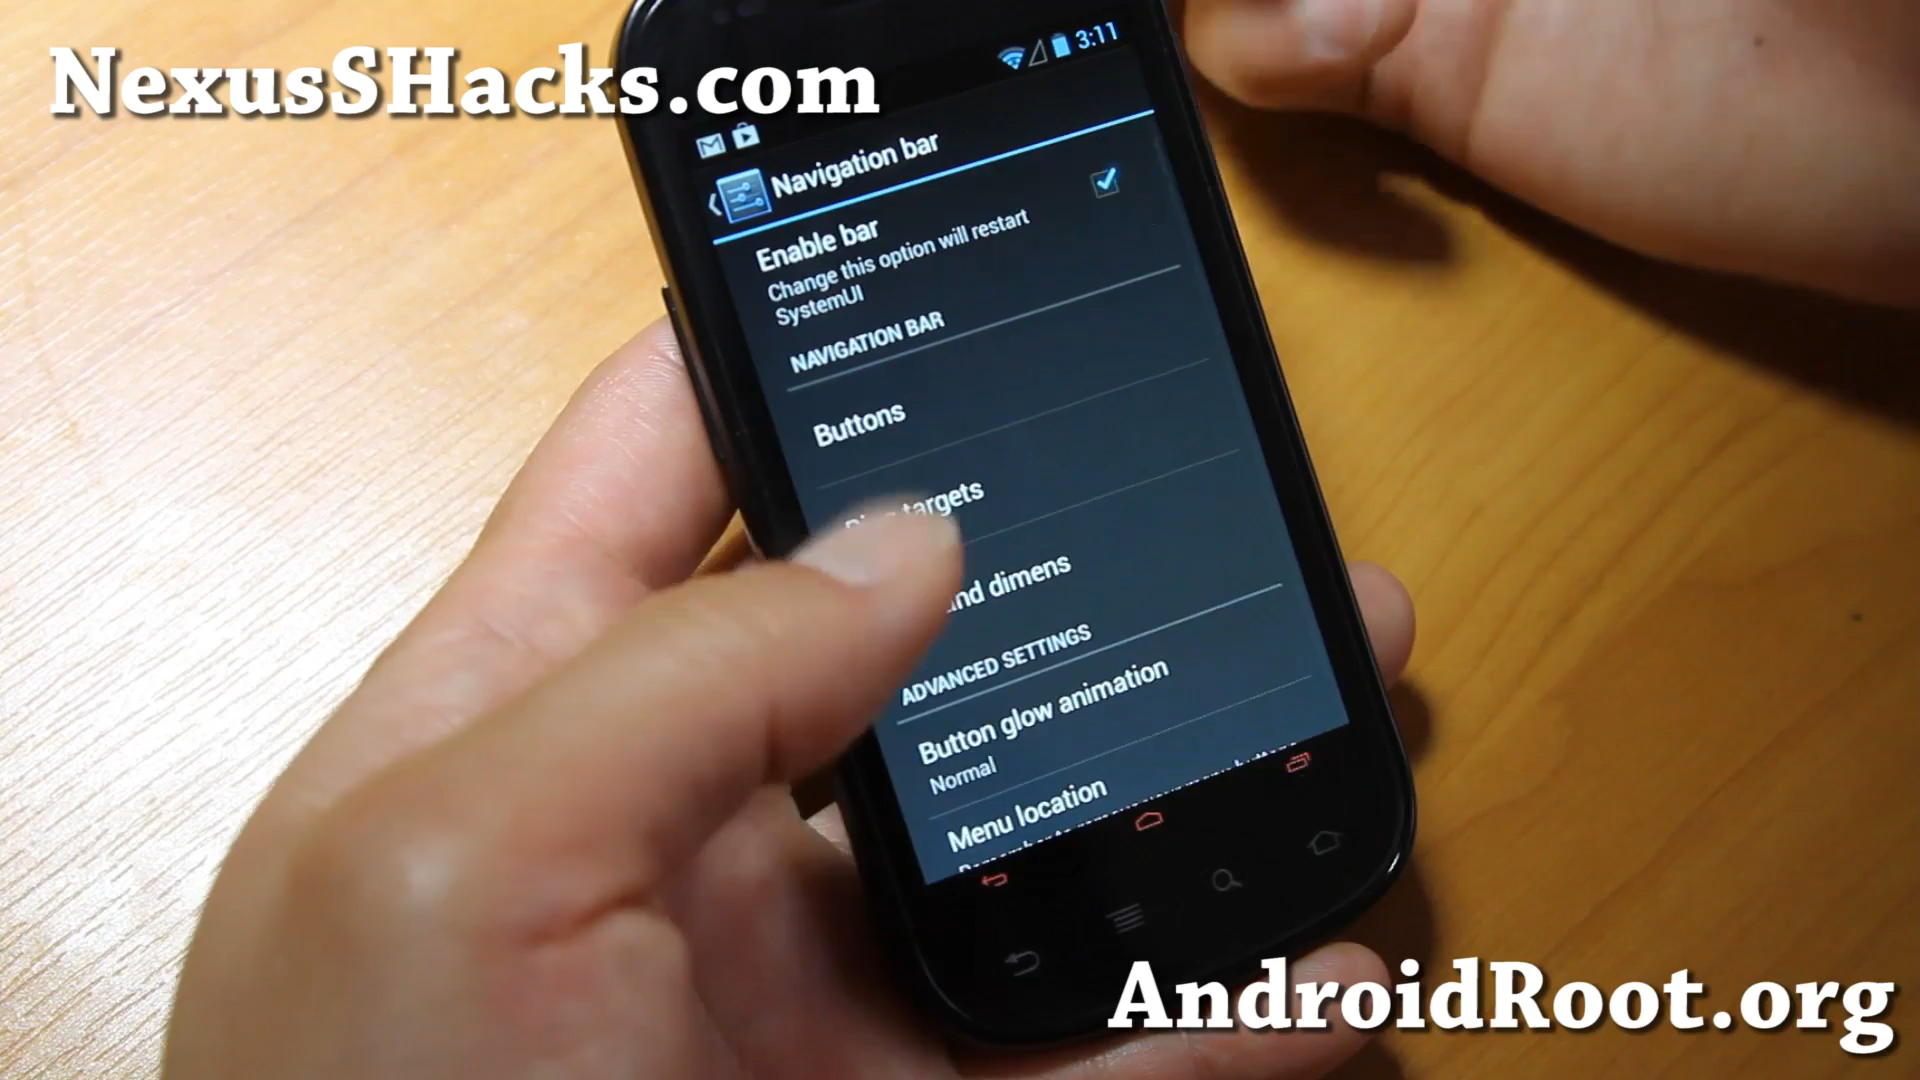 NexusSHacks.com
3:11
Navigation bar
Enable bar
Change this option will restart
SystemUI
NAVIGATION BAR
Buttons
targets
dimens
ADVANCED SETTINGS
Button glow animation
Normal
Menu location
AndroidRoot.org